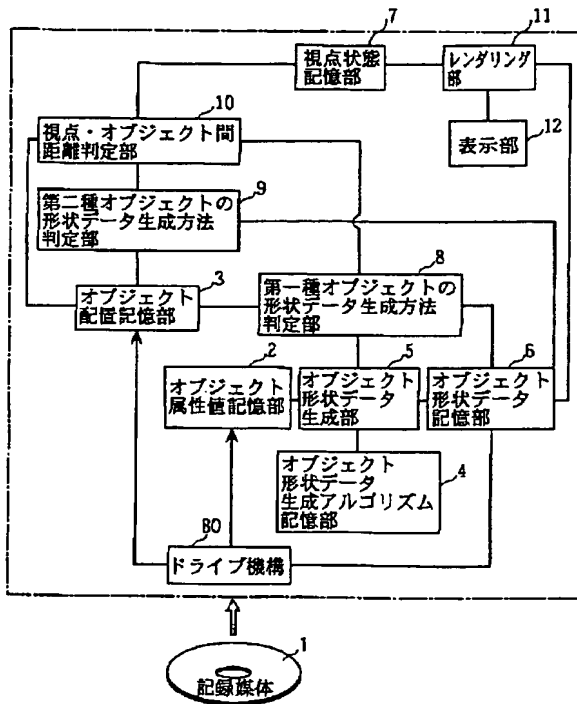 7
視点状態
記憶部
11
レンダリング
部
10
視点・オブジェクト間
距離判定部
12
表示部
9
第二種オブジェクトの
形状データ生成方法
判定部
8
第一種オブジェクトの
形状データ生成方法
判定部
3
オブジェクト
配置記憶部
2
オブジェクト
属性値記憶部
5
オブジェクト
形状データ
生成部
6
オブジェクト
形状データ
記憶部
4
オブジェクト
形状データ
生成アルゴリズム
記憶部
80
ドライブ機構
1
記録媒体